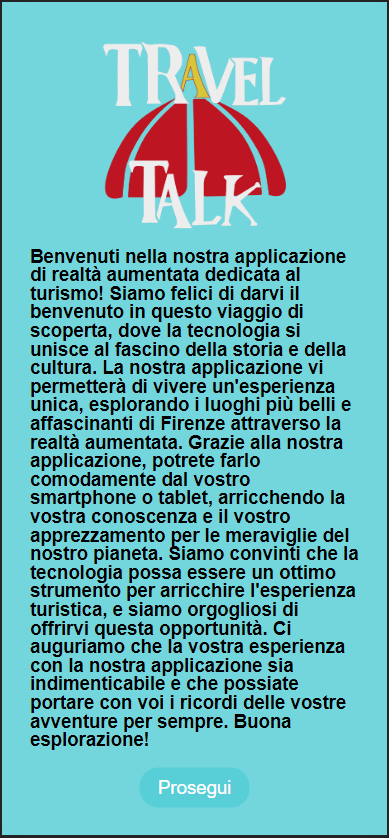 TRAVEL
TALK
Benvenuti nella nostra applicazione
di realtà aumentata dedicata al
turismo! Siamo felici di darvi il
benvenuto in questo viaggio di
scoperta, dove la tecnologia si
unisce al fascino della storia e della
cultura. La nostra applicazione vi
permetterà di vivere un'esperienza
unica, esplorando i luoghi più belli e
affascinanti di Firenze attraverso la
realtà aumentata. Grazie alla nostra
applicazione, potrete farlo
comodamente dal vostro
smartphone o tablet, arricchendo la
vostra conoscenza e il vostro
apprezzamento per le meraviglie del
nostro pianeta. Siamo convinti che la
tecnologia possa essere un ottimo
strumento per arricchire l'esperienza
turistica, e siamo orgogliosi di
offrirvi questa opportunità. Ci
auguriamo che la vostra esperienza
con la nostra applicazione sia
indimenticabile e che possiate
portare con voi i ricordi delle vostre
avventure per sempre. Buona
esplorazione!
Prosegui